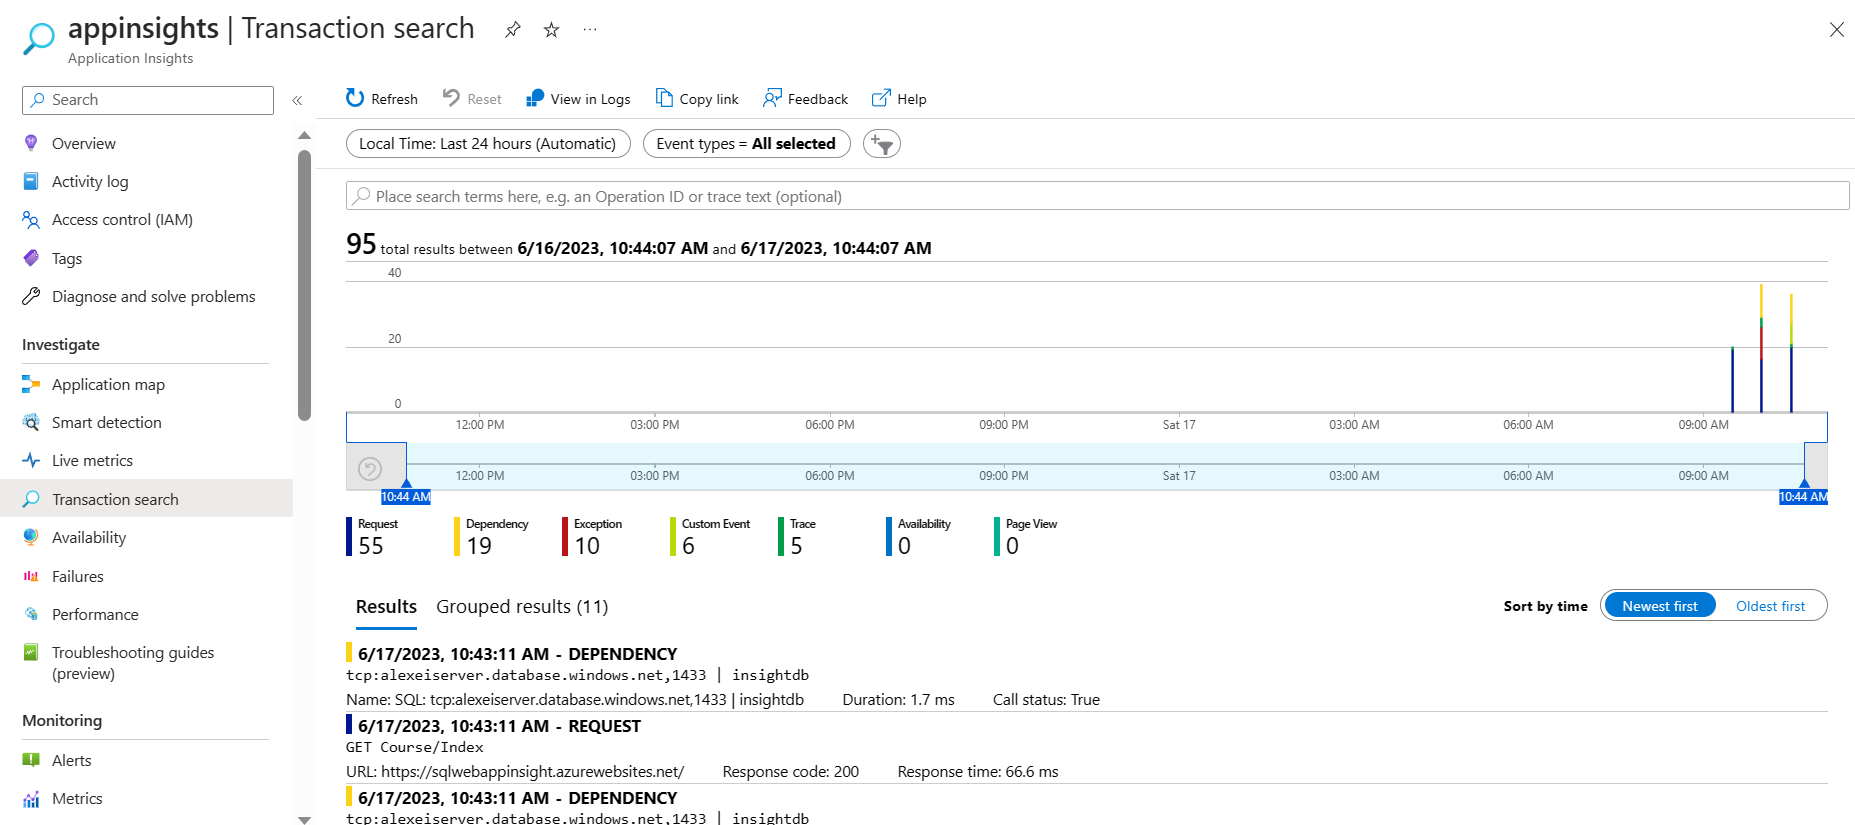 appinsights | Transaction search
Application Insights
Search
Overview
Activity log
Access control (IAM)
Tags
Diagnose and solve problems
Investigate
Application map
Smart detection
Live metrics
Transaction search
Availability
Failures
Performance
Troubleshooting guides
(preview)
Monitoring
Alerts
Metrics
Refresh Reset View in Logs Copy link Feedback Help
Local Time: Last 24 hours (Automatic) Event types = All selected
Place search terms here, e.g. an Operation ID or trace text (optional)
95 total results between 6/16/2023, 10:44:07 AM and 6/17/2023, 10:44:07 AM
40
20
0
12:00 PM 03:00 PM 06:00 PM 09:00 PM Sat 17 03:00 AM 06:00 AM 09:00 AM
12:00 PM 03:00 PM 06:00 PM 09:00 PM Sat 17 03:00 AM 06:00 AM 09:00 AM
10:44 AM 10:44 AM
Request Dependency Exception Custom Event Trace Availability Page View
55 19 10 6 5 0 0
Results Grouped results (11) Sort by time Newest first Oldest first
6/17/2023, 10:43:11 AM - DEPENDENCY
tcp:alexeiserver.database.windows.net,1433 | insightdb
Name: SQL: tcp:alexeiserver.database.windows.net,1433 | insightdb Duration: 1.7 ms Call status: True
6/17/2023, 10:43:11 AM - REQUEST
GET Course/Index
URL: https://sqlwebappinsight.azurewebsites.net/ Response code: 200 Response time: 66.6 ms
6/17/2023, 10:43:11 AM - DEPENDENCY
tcp:alexeiserver.database.windows.net,1433 | insightdb